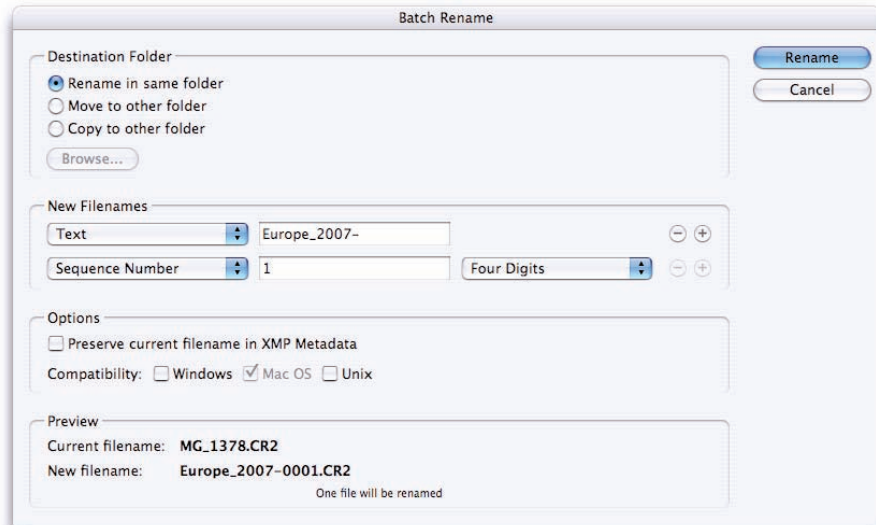 Batch Rename
Destination Folder
Rename in same folder
Move to other folder
Copy to other folder
Browse...
Rename
Cancel
New Filenames
Text Europe_2007-
Sequence Number 1 Four Digits
Options
Preserve current filename in XMP Metadata
Compatibility: Windows Mac OS Unix
Preview
Current filename: MG_1378.CR2
New filename: Europe_2007-0001.CR2
One file will be renamed